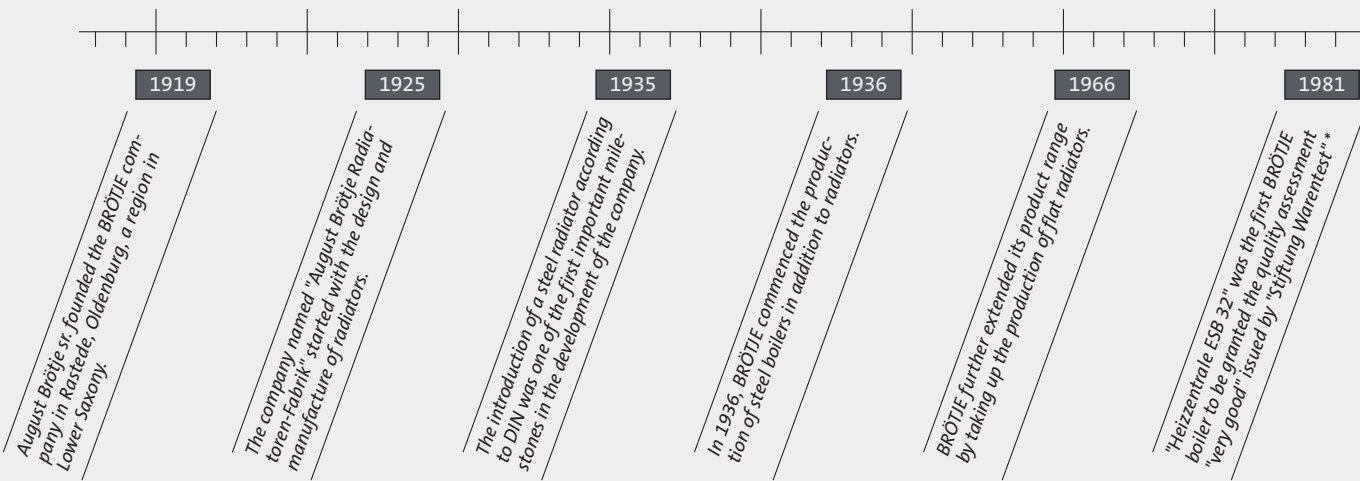 1919
August Brötje sr. founded the BRÖTJE com-
pany in Rastede, Oldenburg, a region in
Lower Saxony.
1925
The company named "August Brötje Radia-
toren-Fabrik" started with the design and
manufacture of radiators.
1935
The introduction of a steel radiator according
to DIN was one of the first important mile-
stones in the development of the company.
1936
In 1936, BRÖTJE commenced the produc-
tion of steel boilers in addition to radiators.
1966
BRÖTJE further extended its product range
by taking up the production of flat radiators.
1981
"Heizzentrale ESB 32" was the first BRÖTJE
boiler to be granted the quality assessment
"very good" issued by "Stiftung Warentest" *